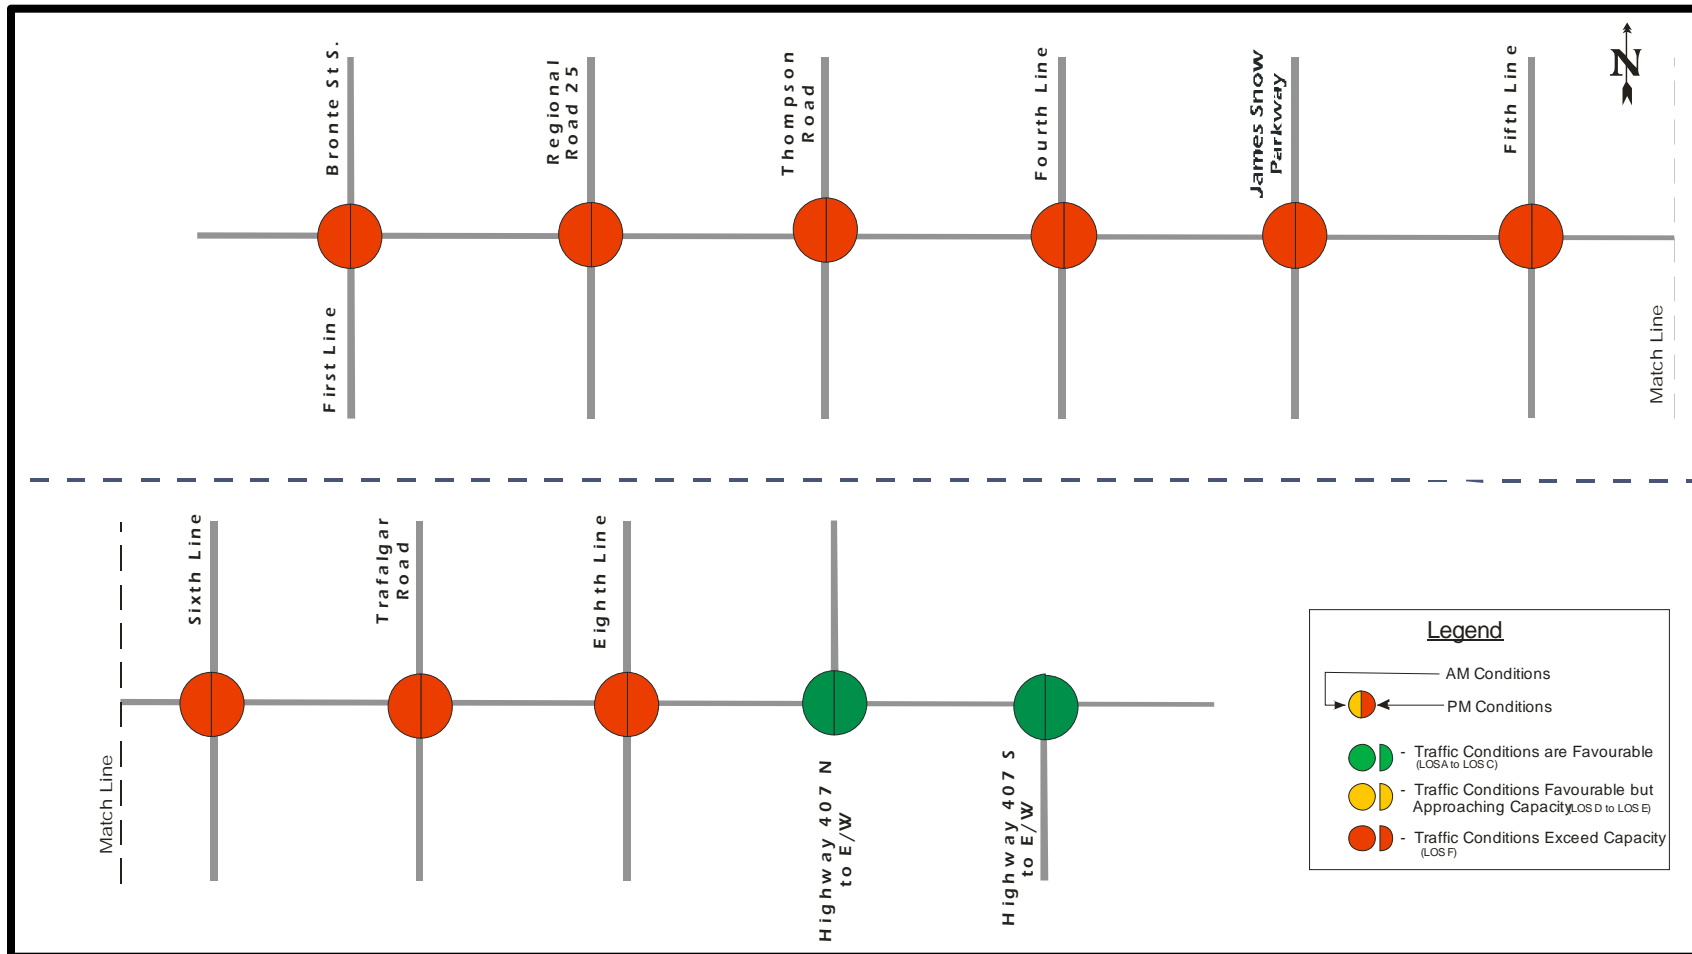 Bronte St S.
Regional
Road 25
Thompson
Road
Fourth Line
James Snow
Parkway
Fifth Line
N
First Line
Match Line
Sixth Line
Trafalgar
Road
Eighth Line
Match Line
Highway 407 N
to E/W
Highway 407 S
to E/W
Legend
AM Conditions
PM Conditions
- Traffic Conditions are Favourable
(LOS A to LOS C)
- Traffic Conditions Favourable but
Approaching Capacity (LOS D to LOS E)
- Traffic Conditions Exceed Capacity
(LOS F)